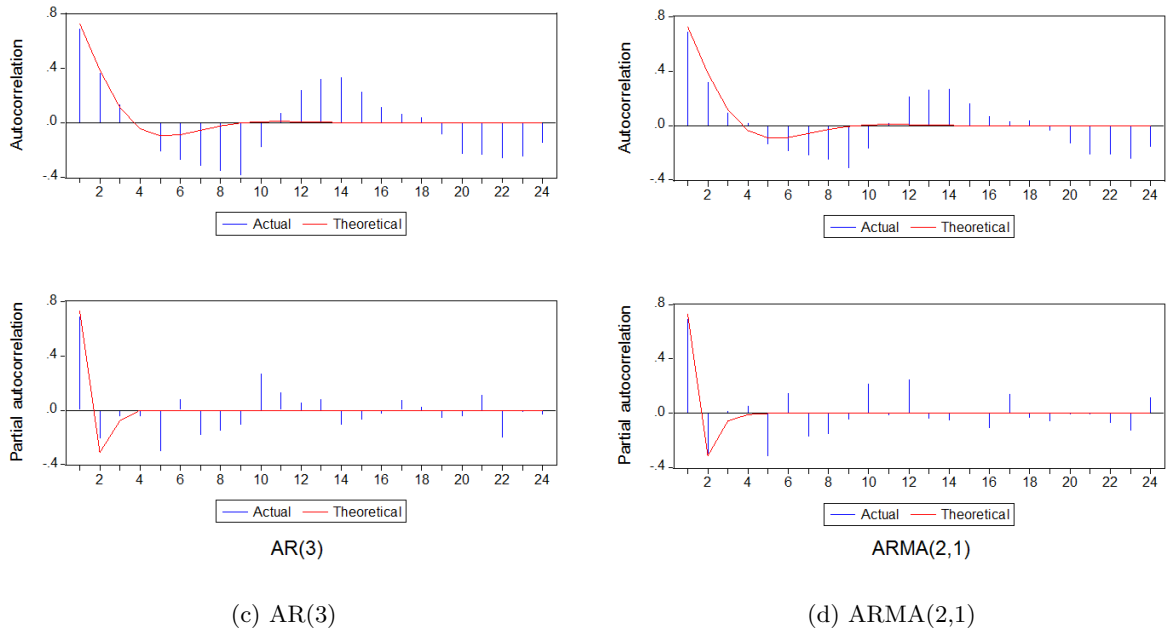 Autocorrelation
.8
.4
.0
-.4
2 4 6 8 10 12 14 16 18 20 22 24
Actual Theoretical
Partial autocorrelation
.8
.4
.0
-.4
2 4 6 8 10 12 14 16 18 20 22 24
Actual Theoretical
AR(3)
(c) AR(3)
Autocorrelation
.8
.4
.0
-.4
2 4 6 8 10 12 14 16 18 20 22 24
Actual Theoretical
Partial autocorrelation
.8
.4
.0
-.4
2 4 6 8 10 12 14 16 18 20 22 24
Actual Theoretical
ARMA(2,1)
(d) ARMA(2,1)